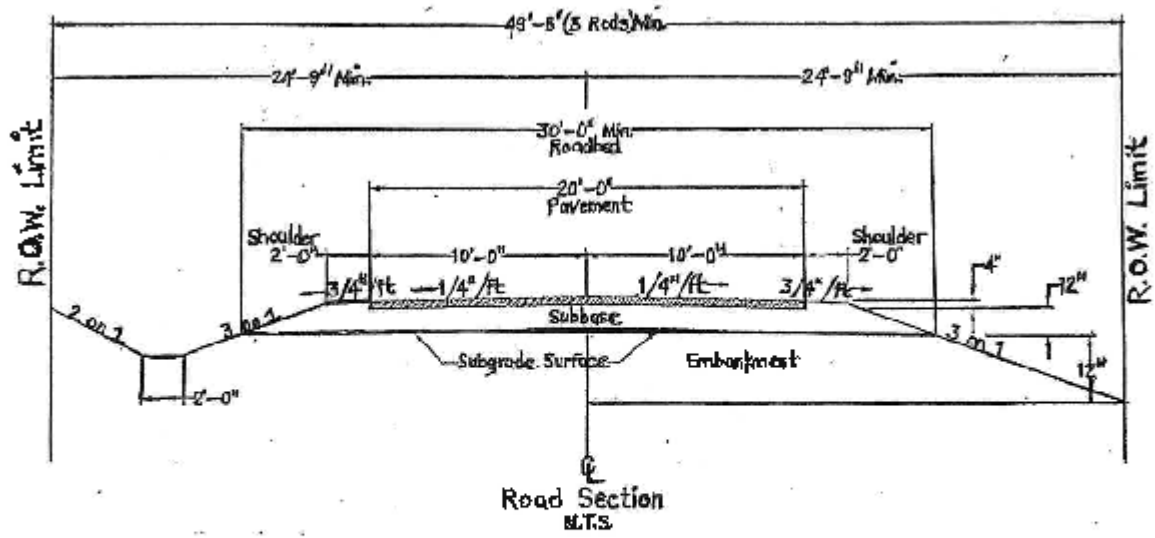 49'-6" (3 Rods) Min.
24'-9" Min.
24'-9" Min.
30'-0" Min.
Roadbed
20'-0"
Pavement
Shoulder
2'-0"
10'-0"
10'-0"
Shoulder
2'-0"
3/4"/ft
1/4"/ft
1/4"/ft
3/4"/ft
4"
12"
R.O.W. Limit
R.O.W. Limit
2 on 1
3 on 1
Subbase
3 on 1
1
12"
Subgrade Surface
Embankment
2'-0"
CL
Road Section
N.T.S.